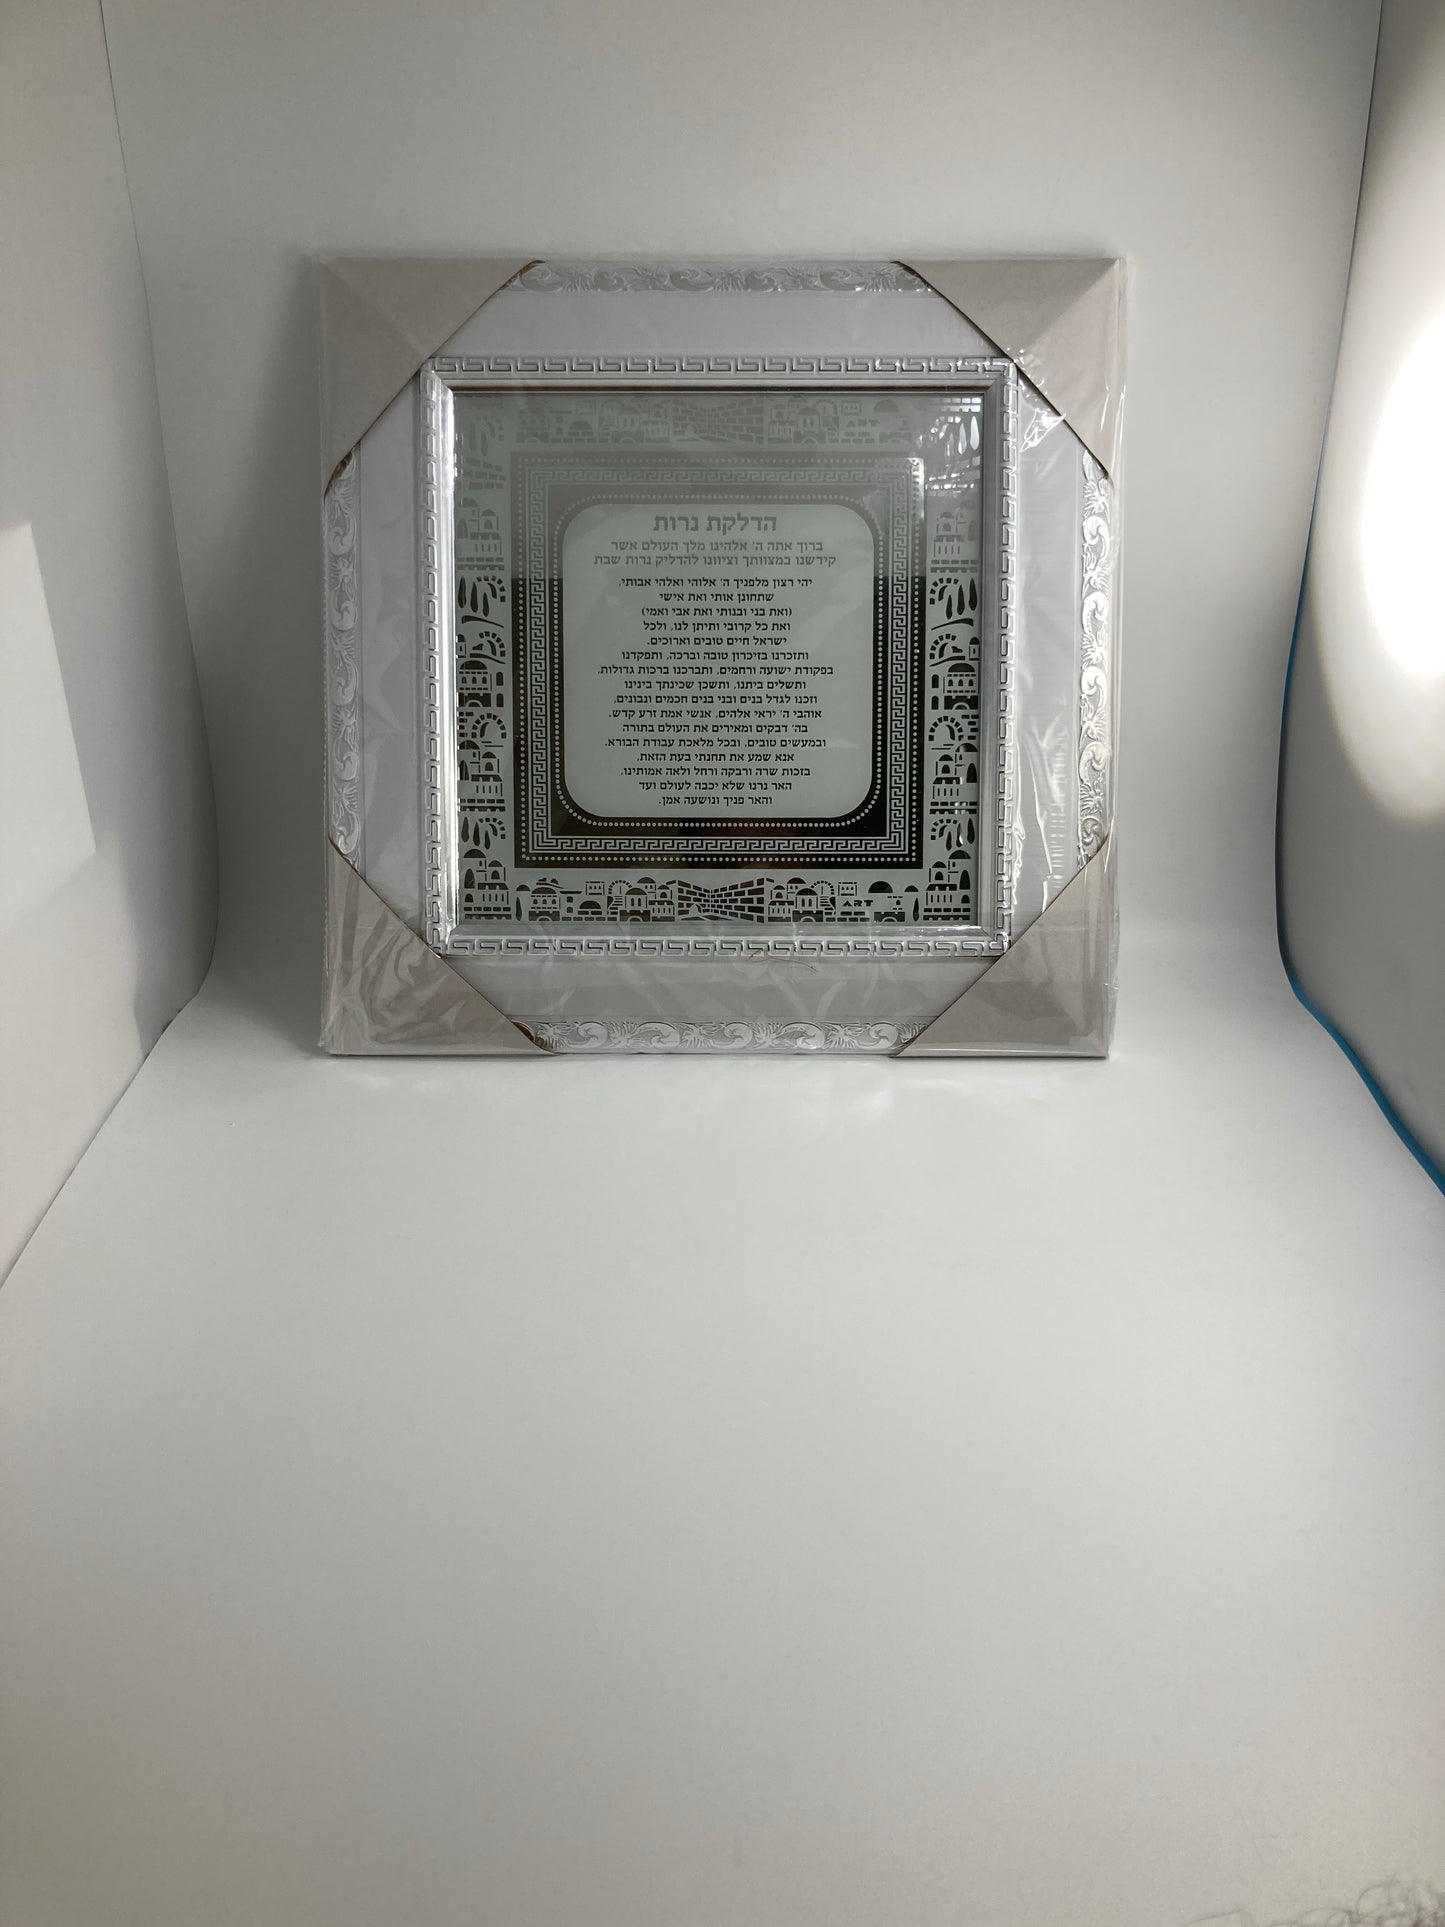 הדלקת נרות
ברוך אתה ה' אלהינו מלך העולם אשר
קידשנו במצוותך וציוונו להדליק נרות שבת
יהי רצון מלפניך ה' אלוהי ואלהי אבותי,
שתחונן אותי ואת אישי
(ואת בני ובנותי ואת אבי ואמי)
ואת כל קרובי ותיתן לנו, ולכל
ישראל חיים טובים וארוכים.
ותזכרנו בזיכרון טובה וברכה, ותפקדנו
בפקודת ישועה ורחמים, ותברכנו ברכות גדולות.
ותשלים ביתנו, ותשכן שכינתך בינינו
וזכנו לגדל בנים ובני בנים חכמים ונבונים,
אוהבי ה' יראי אלהים, אנשי אמת זרע קדש.
בה' דבקים ומאירים את העולם בתורה
ובמעשים טובים, ובכל מלאכת עבודת הבורא.
אנא שמע את תחנתי בעת הזאת,
בזכות שרה ורבקה ורחל ולאה אמותינו,
האר נרנו שלא יכבה לעולם ועד
והאר פניך ונושעה אמן.
ART
ART